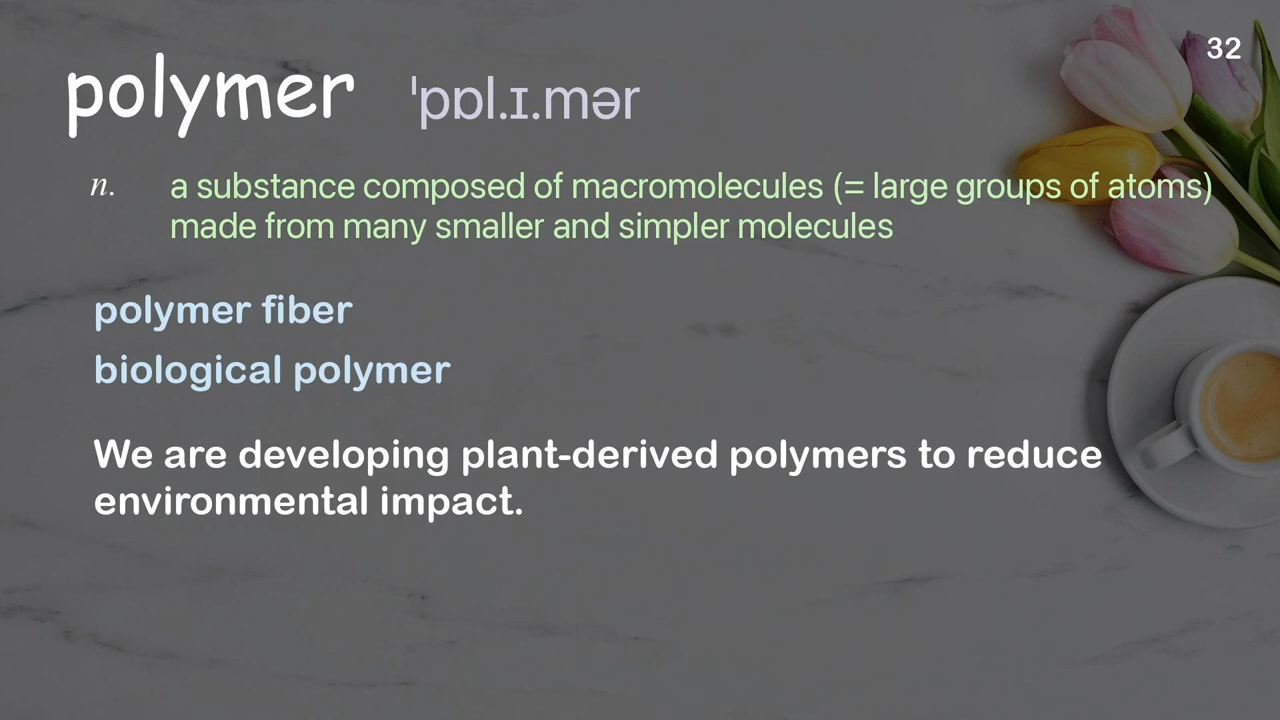 32
polymer ˈpɒl.ɪ.mər
n. a substance composed of macromolecules (= large groups of atoms)
made from many smaller and simpler molecules
polymer fiber
biological polymer
We are developing plant-derived polymers to reduce
environmental impact.